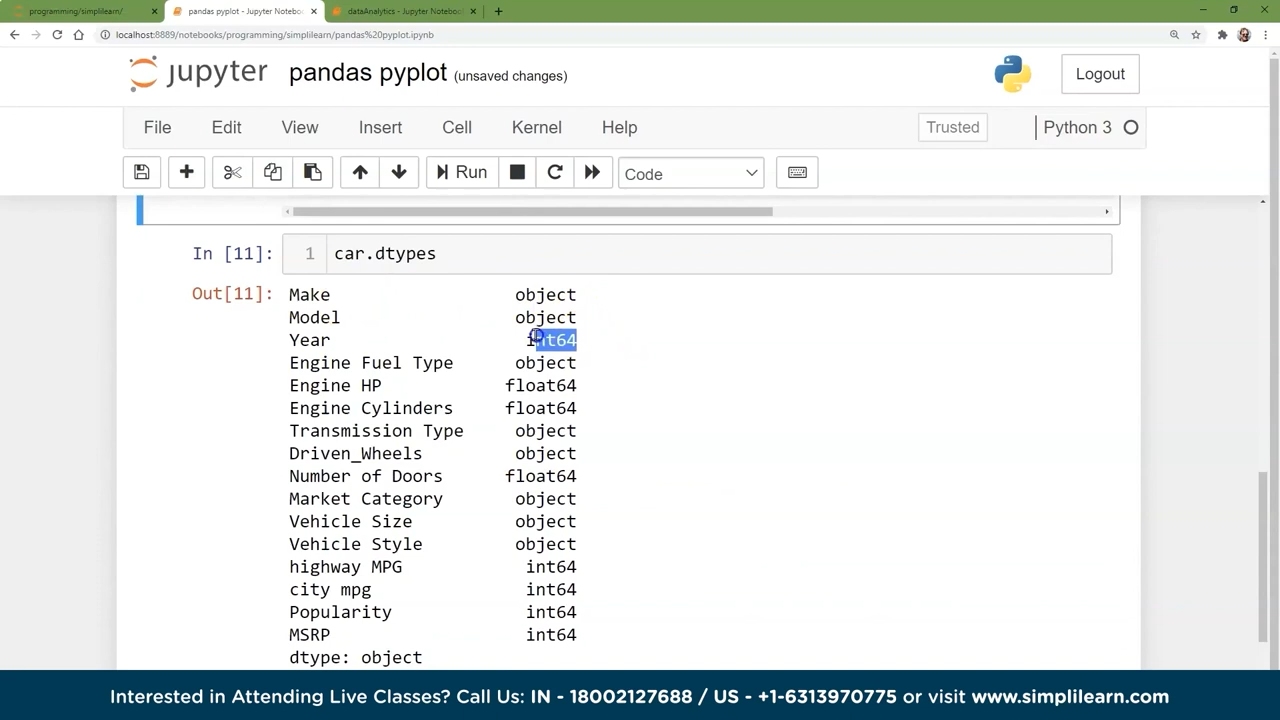 programming/simplilearn/
pandas pyplot - Jupyter Noteboo
dataAnalytics - Jupyter Noteboo
localhost:8889/notebooks/programming/simplilearn/pandas%20pyplot.ipynb
jupyter pandas pyplot (unsaved changes) Logout
File Edit View Insert Cell Kernel Help Trusted Python 3
Run Code
In [11]: 1 car.dtypes
Out[11]: Make object
Model object
Year int64
Engine Fuel Type object
Engine HP float64
Engine Cylinders float64
Transmission Type object
Driven_Wheels object
Number of Doors float64
Market Category object
Vehicle Size object
Vehicle Style object
highway MPG int64
city mpg int64
Popularity int64
MSRP int64
dtype: object
Interested in Attending Live Classes? Call Us: IN - 18002127688 / US - +1-6313970775 or visit www.simplilearn.com